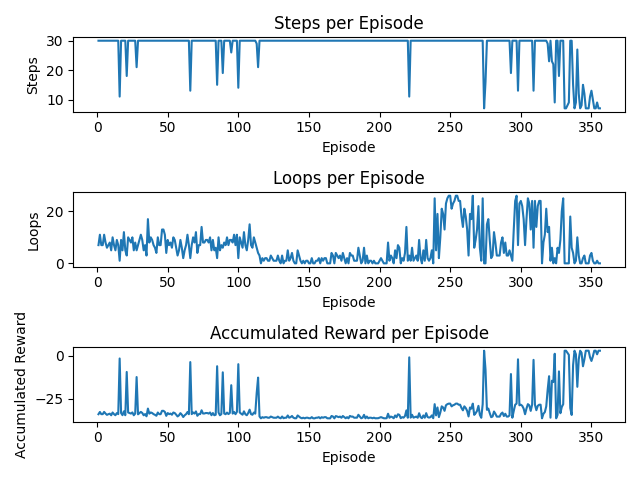 Steps per Episode
30
20
10
Steps
0 50 100 150 200 250 300 350
Episode
Loops per Episode
20
0
Loops
0 50 100 150 200 250 300 350
Episode
Accumulated Reward per Episode
0
−25
Accumulated Reward
0 50 100 150 200 250 300 350
Episode